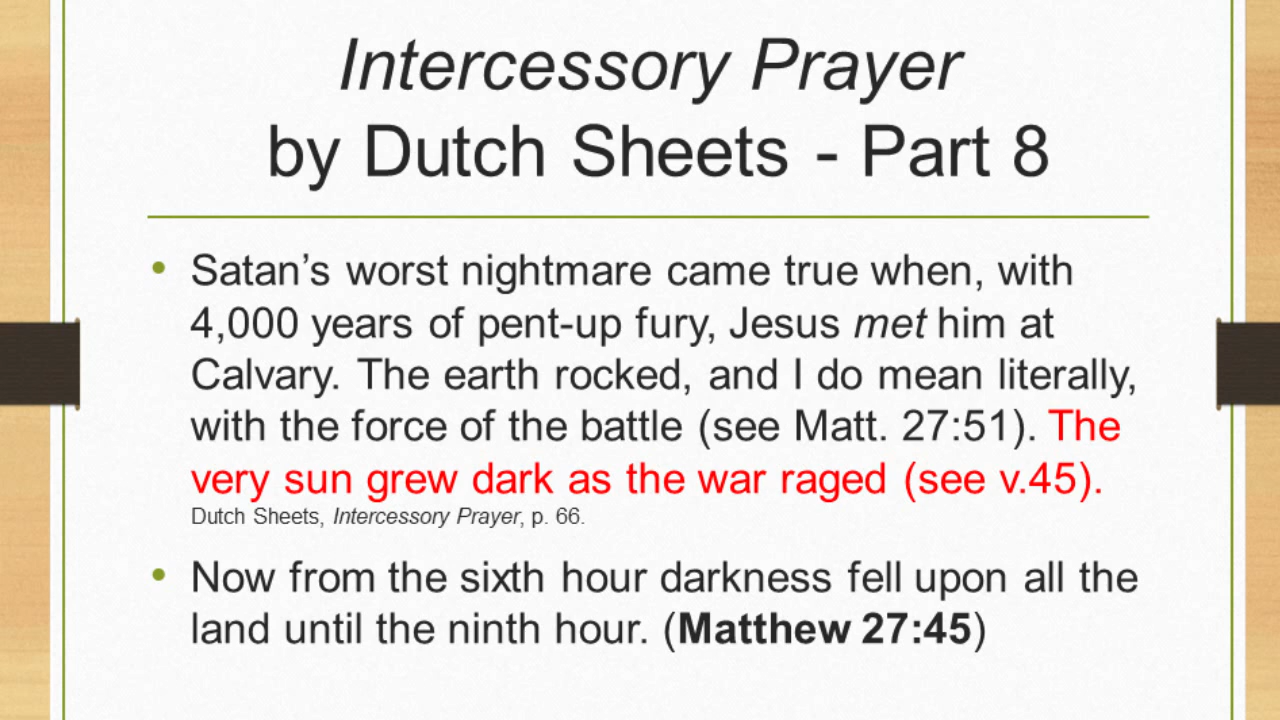 Intercessory Prayer
by Dutch Sheets - Part 8
• Satan’s worst nightmare came true when, with
4,000 years of pent-up fury, Jesus met him at
Calvary. The earth rocked, and I do mean literally,
with the force of the battle (see Matt. 27:51). The
very sun grew dark as the war raged (see v.45).
Dutch Sheets, Intercessory Prayer, p. 66.
• Now from the sixth hour darkness fell upon all the
land until the ninth hour. (Matthew 27:45)